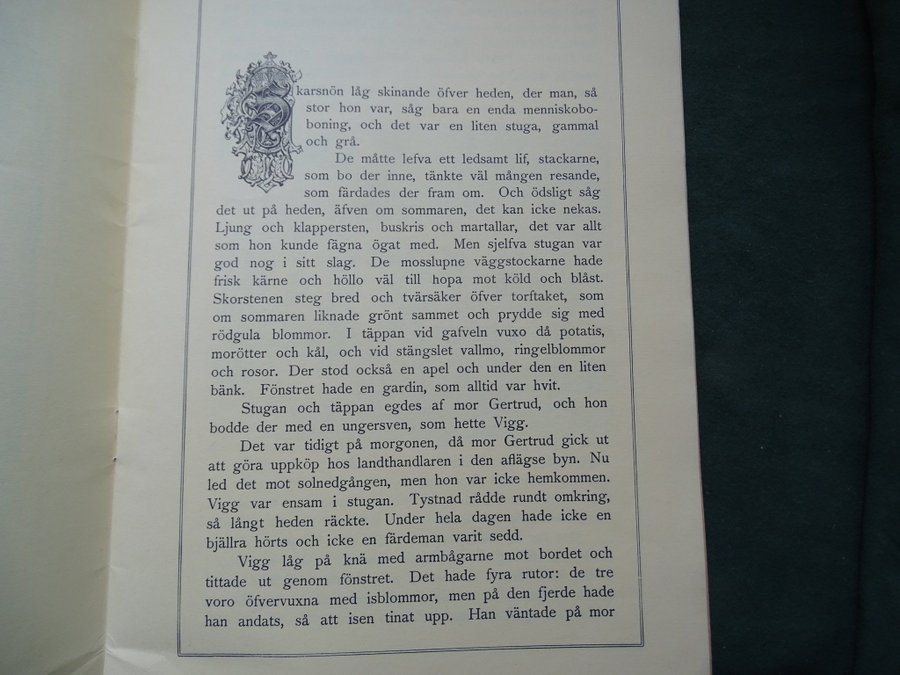 Skarsnön låg skinande öfver heden, der man, så
stor hon var, såg bara en enda menniskobo-
boning, och det var en liten stuga, gammal
och grå.
De måtte lefva ett ledsamt lif, stackarne,
som bo der inne, tänkte väl mången resande,
som färdades der fram om. Och ödsligt såg
det ut på heden, äfven om sommaren, det kan icke nekas.
Ljung och klappersten, buskris och martallar, det var allt
som hon kunde fägna ögat med. Men sjelfva stugan var
god nog i sitt slag. De mosslupne väggstockarne hade
frisk kärne och höllo väl till hopa mot köld och blåst.
Skorstenen steg bred och tvärsäker öfver torftaket, som
om sommaren liknade grönt sammet och prydde sig med
rödgula blommor. I täppan vid gafveln vuxo då potatis,
morötter och kål, och vid stängslet vallmo, ringelblommor
och rosor. Der stod också en apel och under den en liten
bänk. Fönstret hade en gardin, som alltid var hvit.
Stugan och täppan egdes af mor Gertrud, och hon
bodde der med en ungersven, som hette Vigg.
Det var tidigt på morgonen, då mor Gertrud gick ut
att göra uppköp hos landthandlaren i den aflägse byn. Nu
led det mot solnedgången, men hon var icke hemkommen.
Vigg var ensam i stugan. Tystnad rådde rundt omkring,
så långt heden räckte. Under hela dagen hade icke en
bjällra hörts och icke en färdeman varit sedd.
Vigg låg på knä med armbågarne mot bordet och
tittade ut genom fönstret. Det hade fyra rutor: de tre
voro öfvervuxna med isblommor, men på den fjerde hade
han andats, så att isen tinat upp. Han väntade på mor